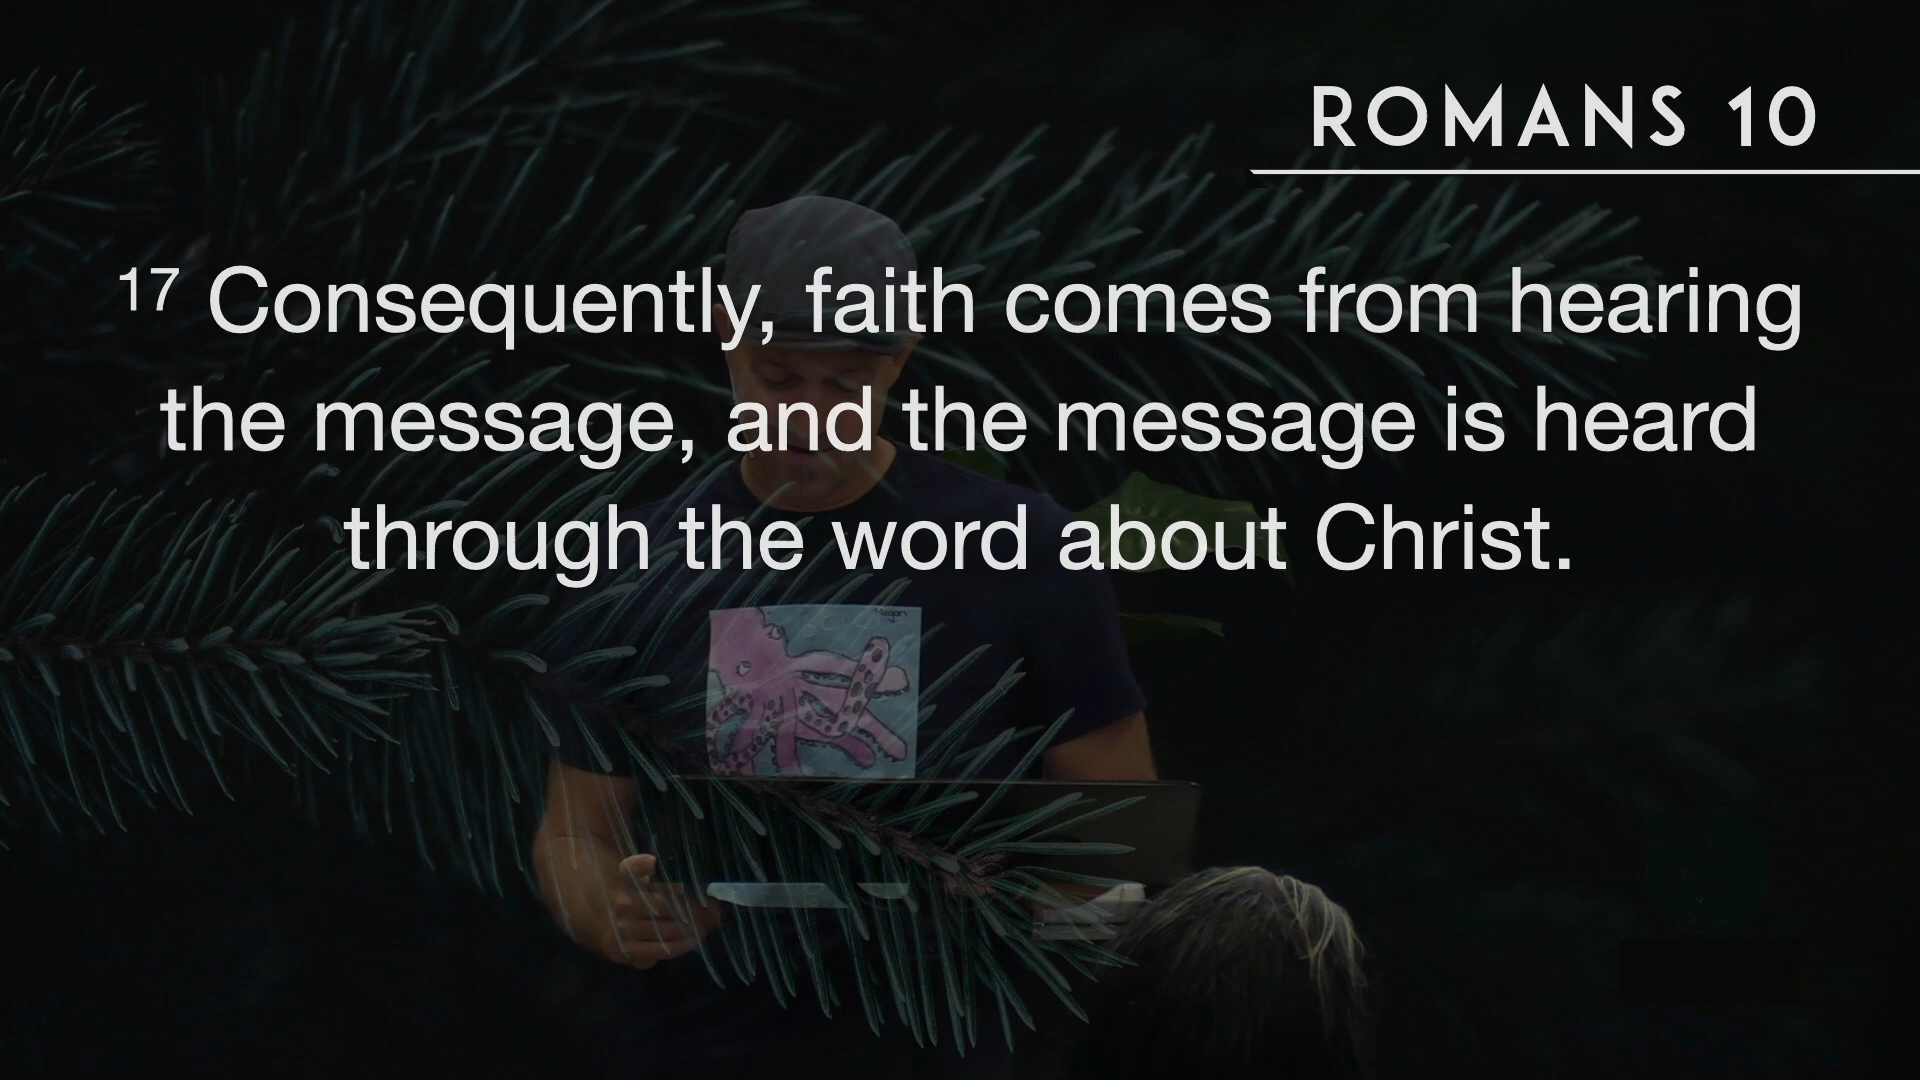 ROMANS 10
17 Consequently, faith comes from hearing
the message, and the message is heard
through the word about Christ.
Megan